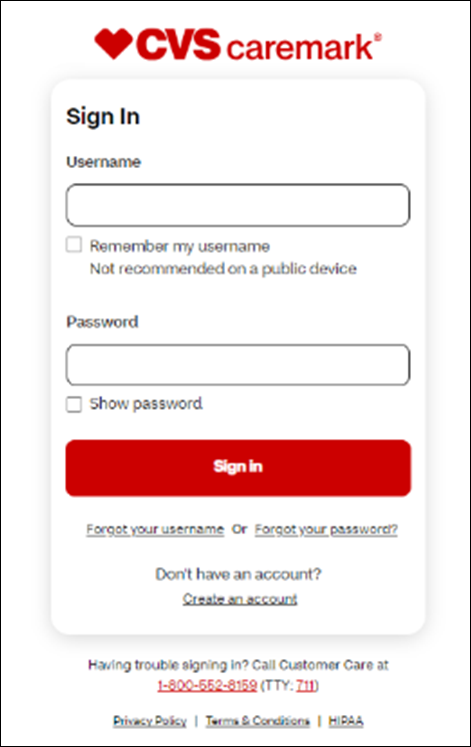 CVS caremark®
Sign In
Username
Remember my username
Not recommended on a public device
Password
Show password
Sign in
Forgot your username Or Forgot your password?
Don't have an account?
Create an account
Having trouble signing in? Call Customer Care at
1-800-552-8159 (TTY: 711)
Privacy Policy | Terms & Conditions | HIPAA